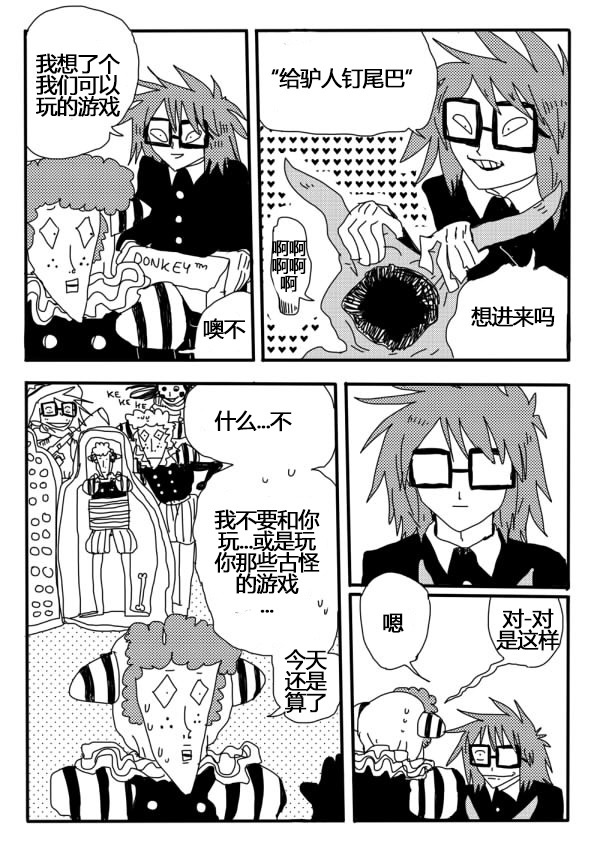 我想了个
我们可以
玩的游戏
DONKEY™
噢不
“给驴人钉尾巴”
啊啊
啊啊
啊
想进来吗
KE
KE
HE
什么...不
我不要和你
玩...或是玩
你那些古怪
的游戏
...
今天
还是
算了
嗯
对-对
是这样